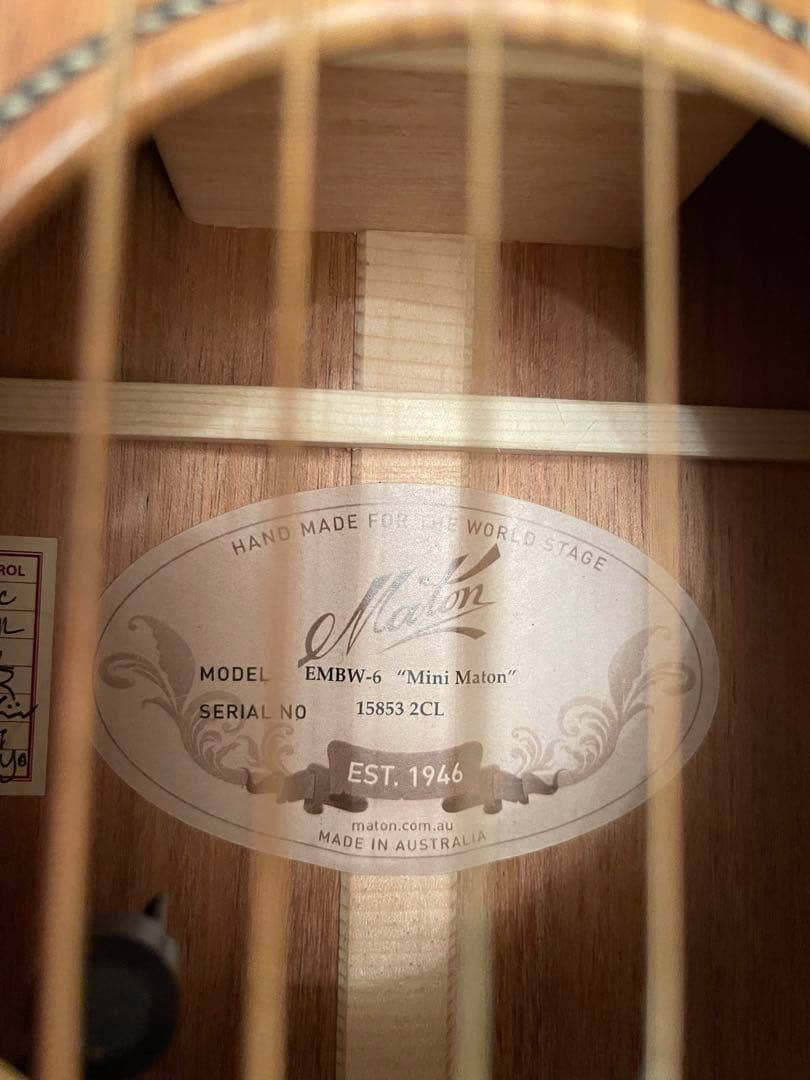 HAND MADE FOR THE WORLD STAGE
Maton
MODEL EMBW-6 “Mini Maton”
SERIAL NO 15853 2CL
EST. 1946
maton.com.au
MADE IN AUSTRALIA
ROL